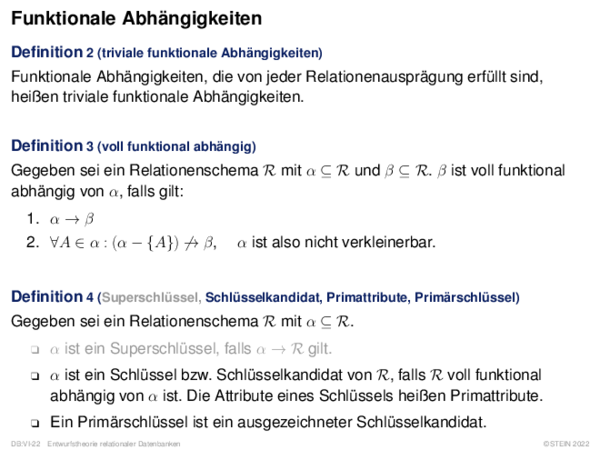 Funktionale Abhängigkeiten
Definition 2 (triviale funktionale Abhängigkeiten)
Funktionale Abhängigkeiten, die von jeder Relationenausprägung erfüllt sind,
heißen triviale funktionale Abhängigkeiten.
Definition 3 (voll funktional abhängig)
Gegeben sei ein Relationenschema ℛ mit α ⊆ ℛ und β ⊆ ℛ. β ist voll funktional
abhängig von α, falls gilt:
1. α → β
2. ∀A ∈ α : (α − {A}) ↛ β, α ist also nicht verkleinerbar.
Definition 4 (Superschlüssel, Schlüsselkandidat, Primattribute, Primärschlüssel)
Gegeben sei ein Relationenschema ℛ mit α ⊆ ℛ.
❑ α ist ein Superschlüssel, falls α → ℛ gilt.
❑ α ist ein Schlüssel bzw. Schlüsselkandidat von ℛ, falls ℛ voll funktional
abhängig von α ist. Die Attribute eines Schlüssels heißen Primattribute.
❑ Ein Primärschlüssel ist ein ausgezeichneter Schlüsselkandidat.
DB:VI-22 Entwurfstheorie relationaler Datenbanken ©STEIN 2022